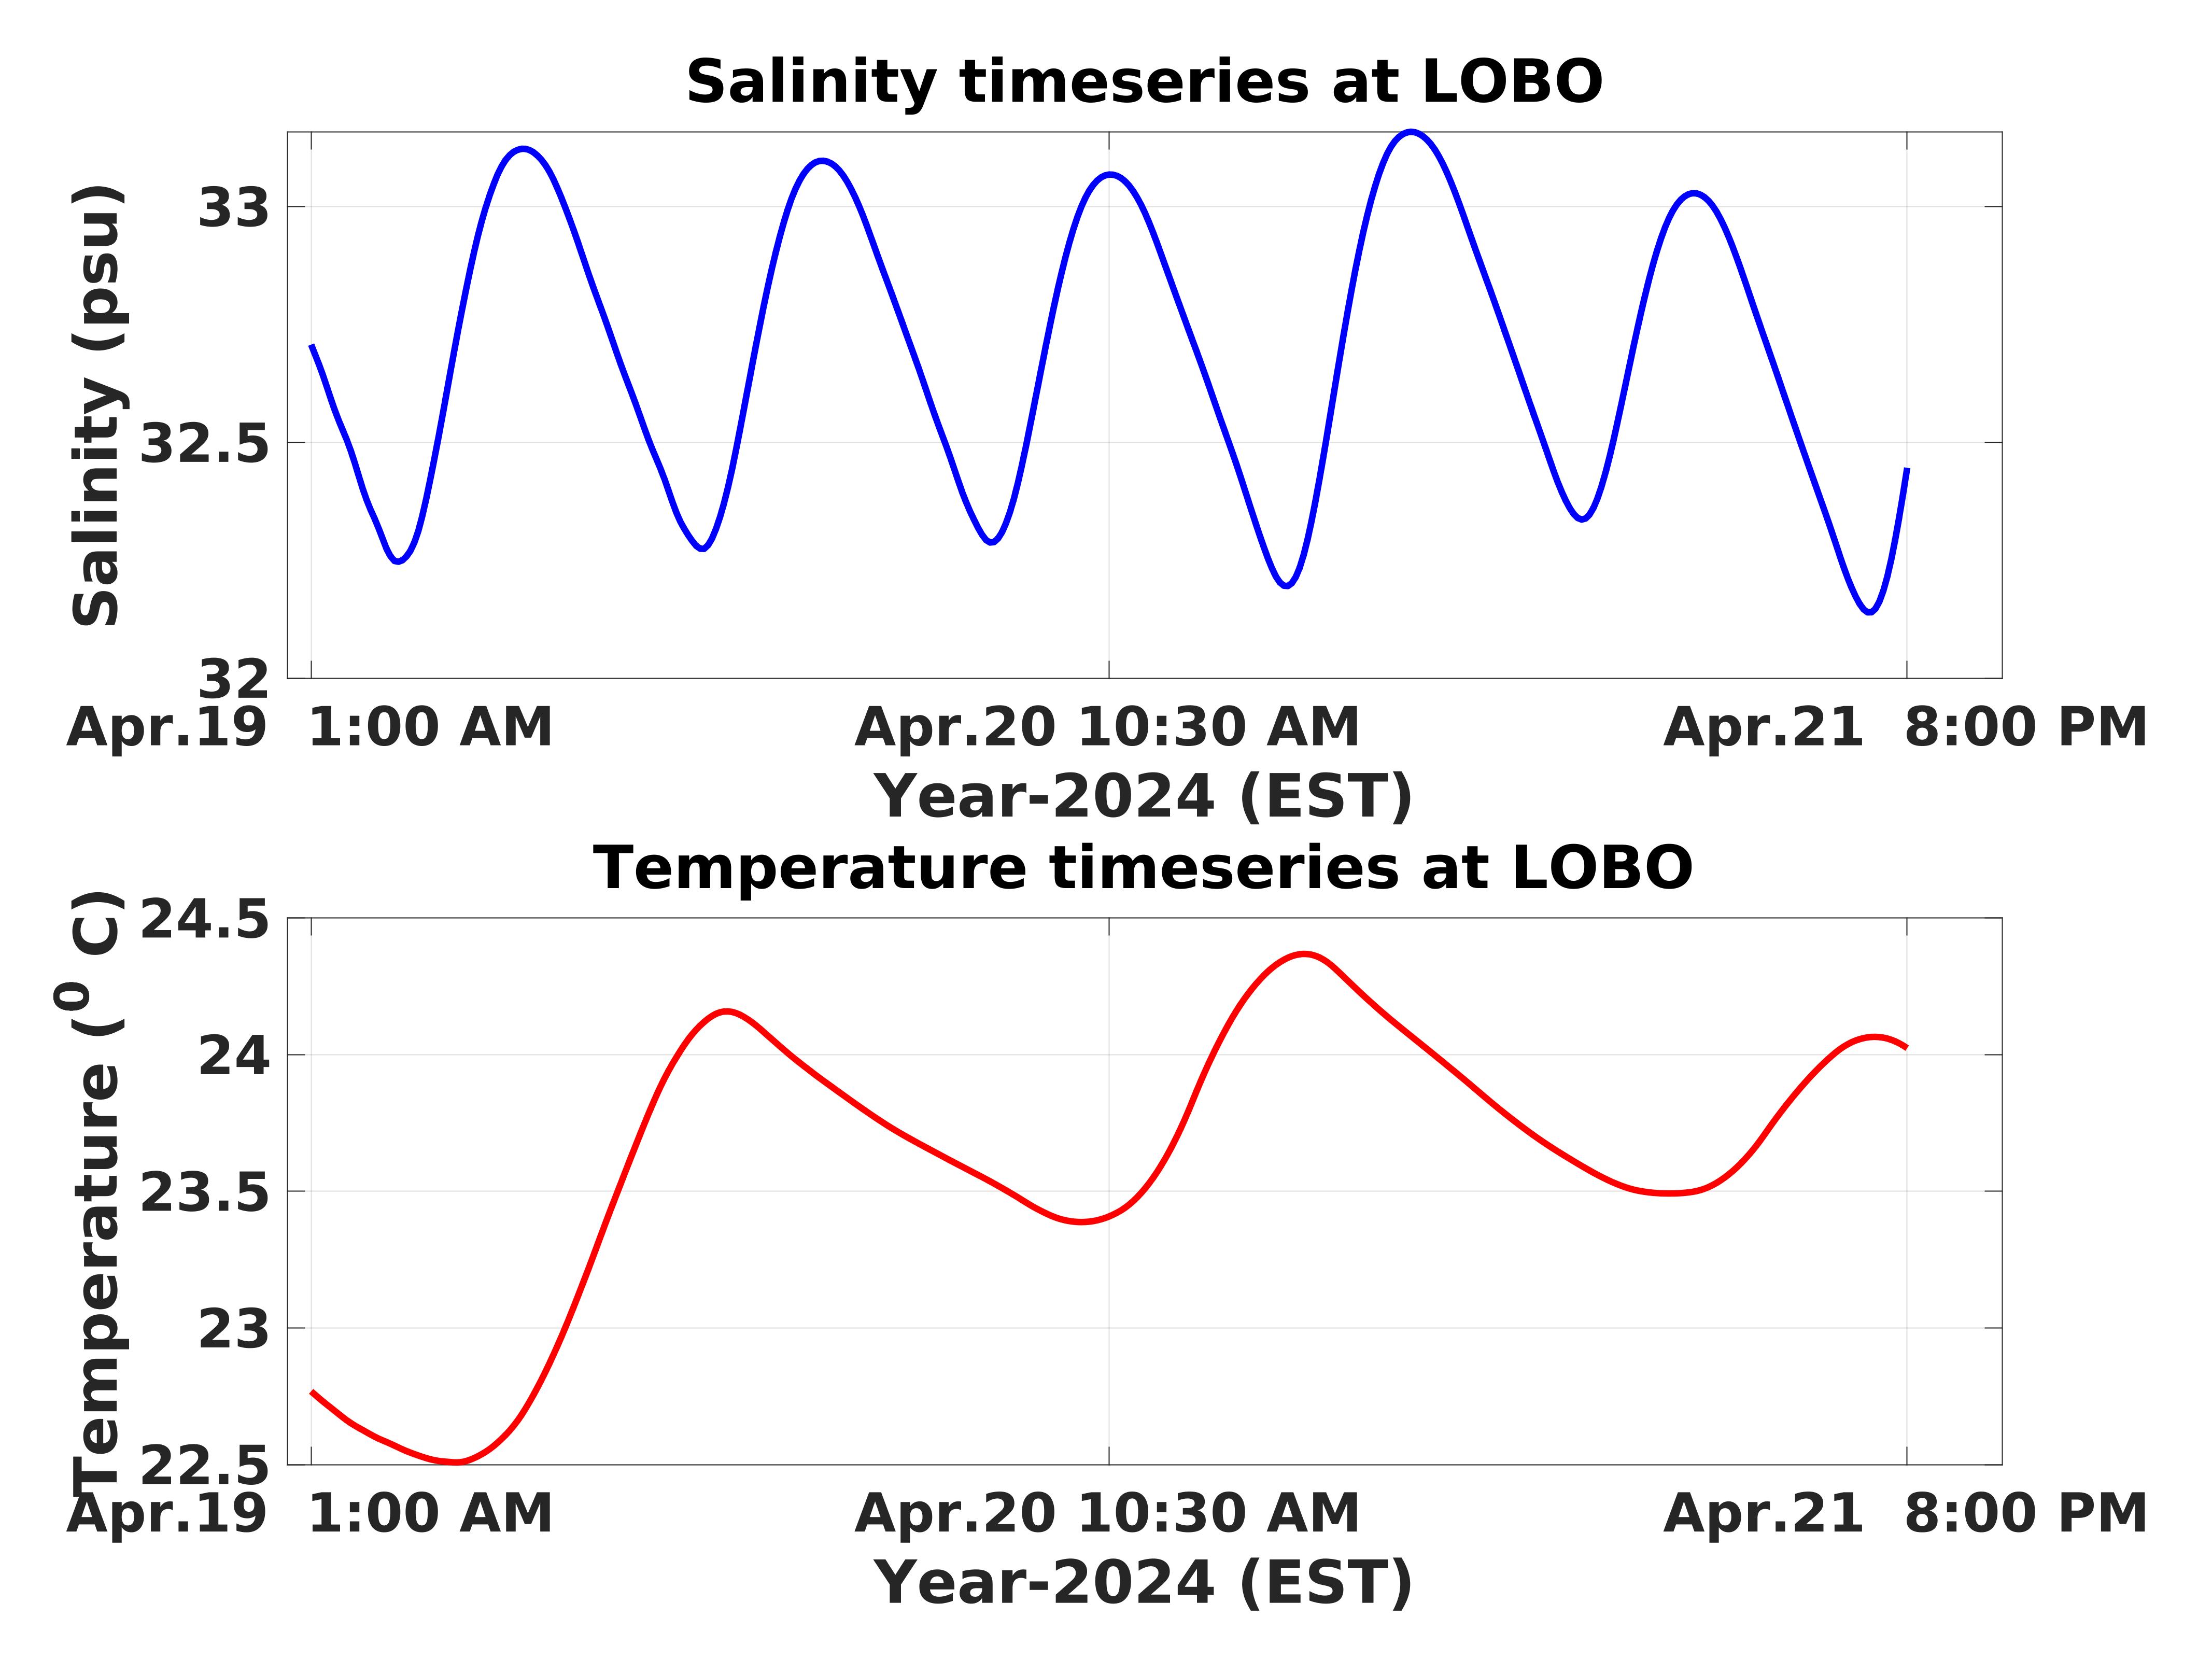 Salinity timeseries at LOBO
Salinity (psu)
33
32.5
32
Apr.19  1:00 AM
Apr.20 10:30 AM
Apr.21  8:00 PM
Year-2024 (EST)
Temperature timeseries at LOBO
Temperature (⁰ C)
24.5
24
23.5
23
22.5
Apr.19  1:00 AM
Apr.20 10:30 AM
Apr.21  8:00 PM
Year-2024 (EST)